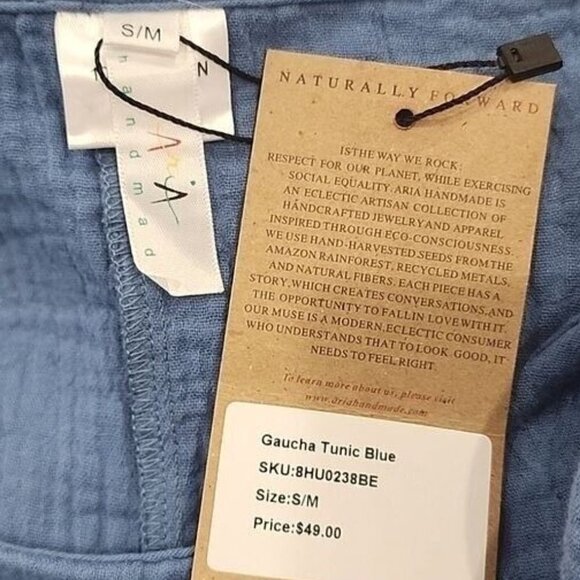 S/M
N
AriA
handmad
NATURALLY FORWARD
IS THE WAY WE ROCK:
RESPECT FOR OUR PLANET, WHILE EXERCISING
SOCIAL EQUALITY. ARIA HANDMADE IS
AN ECLECTIC ARTISAN COLLECTION OF
HANDCRAFTED JEWELRY AND APPAREL
INSPIRED THROUGH ECO-CONSCIOUSNESS.
WE USE HAND-HARVESTED SEEDS FROM THE
AMAZON RAINFOREST, RECYCLED METALS,
AND NATURAL FIBERS. EACH PIECE HAS A
STORY, WHICH CREATES CONVERSATIONS, AND
THE OPPORTUNITY TO FALL IN LOVE WITH IT.
OUR MUSE IS A MODERN, ECLECTIC CONSUMER
WHO UNDERSTANDS THAT TO LOOK GOOD, IT
NEEDS TO FEEL RIGHT.
To learn more about us, please visit
www.ariahandmade.com
Gaucha Tunic Blue
SKU:8HU0238BE
Size:S/M
Price:$49.00